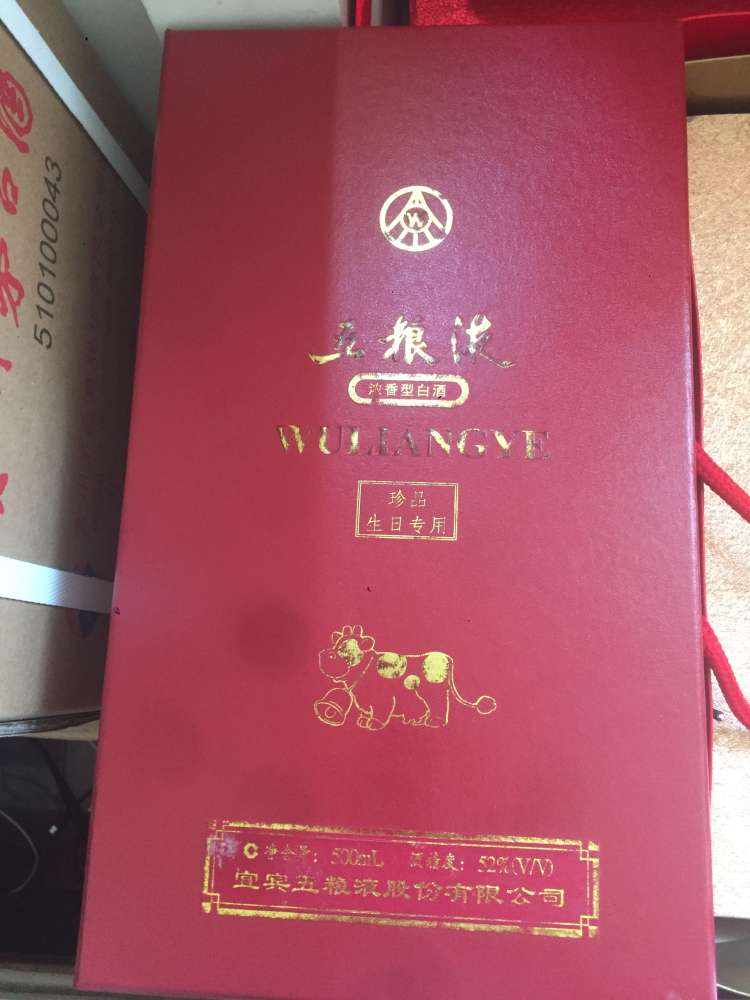 五粮液
浓香型白酒
WULIANGYE
珍品
生日专用
净含量: 500mL 酒精度: 52%(V/V)
宜宾五粮液股份有限公司
510100043